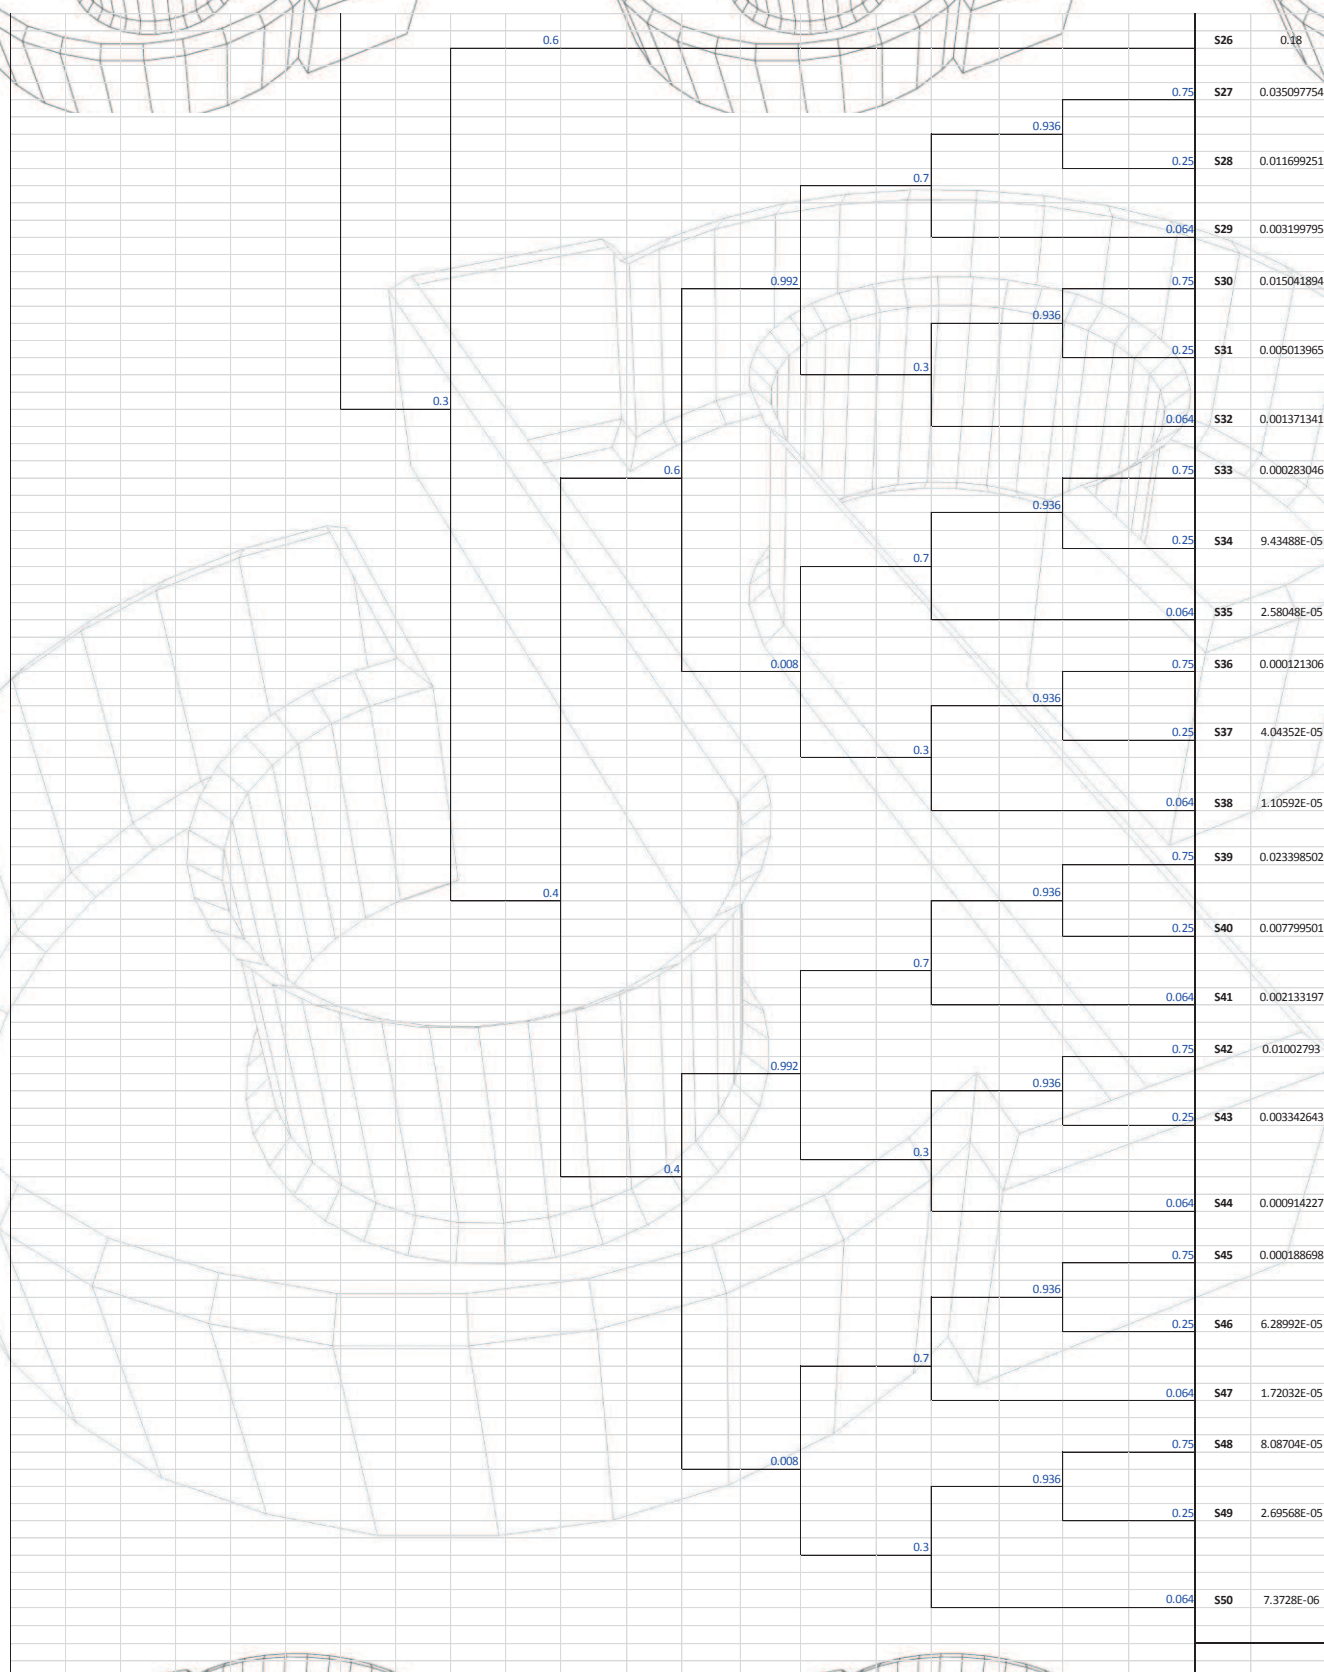 0.6 S26 0.18
0.75 S27 0.035097754
0.936
0.25 S28 0.011699251
0.7
0.064 S29 0.003199795
0.992 0.75 S30 0.015041894
0.936
0.25 S31 0.005013965
0.3
0.3
0.064 S32 0.001371341
0.6 0.75 S33 0.000283046
0.936
0.25 S34 9.43488E-05
0.7
0.064 S35 2.58048E-05
0.008 0.75 S36 0.000121306
0.936
0.25 S37 4.04352E-05
0.3
0.064 S38 1.10592E-05
0.75 S39 0.023398502
0.4 0.936
0.25 S40 0.007799501
0.7
0.064 S41 0.002133197
0.75 S42 0.01002793
0.992
0.936
0.25 S43 0.003342643
0.3
0.4
0.064 S44 0.000914227
0.75 S45 0.000188698
0.936
0.25 S46 6.28992E-05
0.7
0.064 S47 1.72032E-05
0.75 S48 8.08704E-05
0.008
0.936
0.25 S49 2.69568E-05
0.3
0.064 S50 7.3728E-06